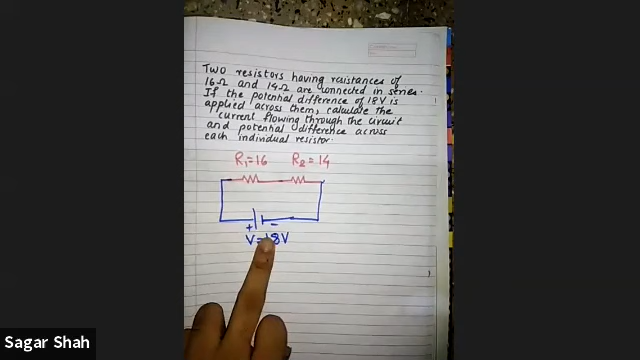 Two resistors having resistances of
16Ω and 14Ω are connected in series.
If the potential difference of 18V is
applied across them, calculate the
current flowing through the circuit
and potential difference across
each individual resistor.
R1=16 R2=14
+ -
V=18V
Sagar Shah